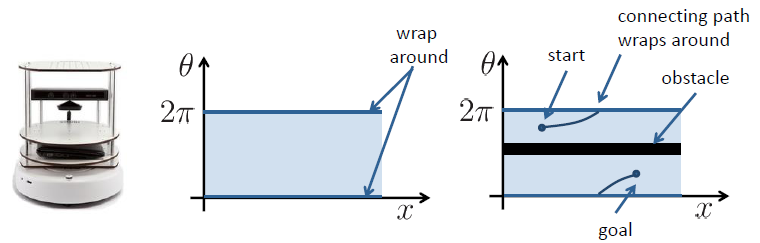 wrap
around
θ
2π
x
connecting path
wraps around
start
obstacle
θ
2π
x
goal